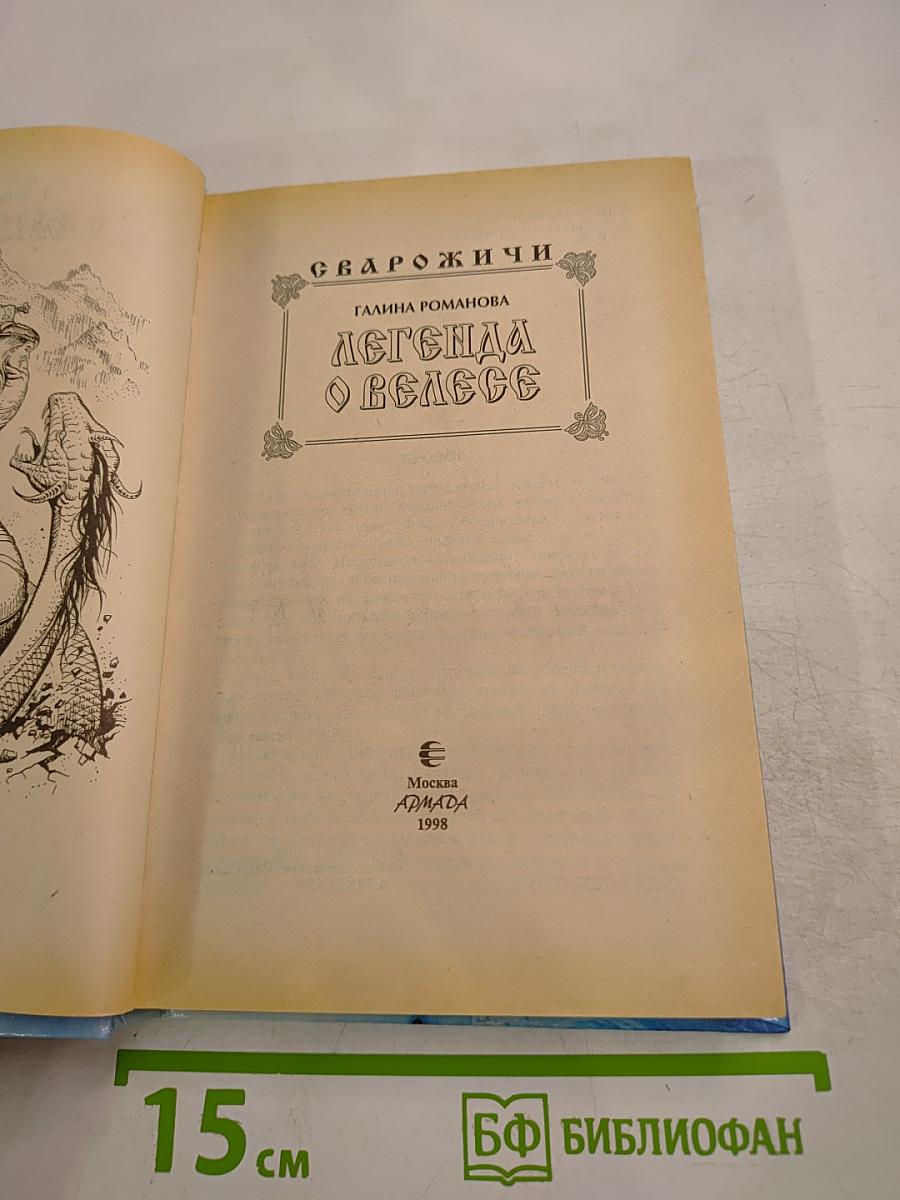 СВАРОЖИЧИ
ГАЛИНА РОМАНОВА
ЛЕГЕНДА
О ВЕЛЕСЕ
Москва
АРМАДА
1998
15 см
БФ БИБЛИОФАН